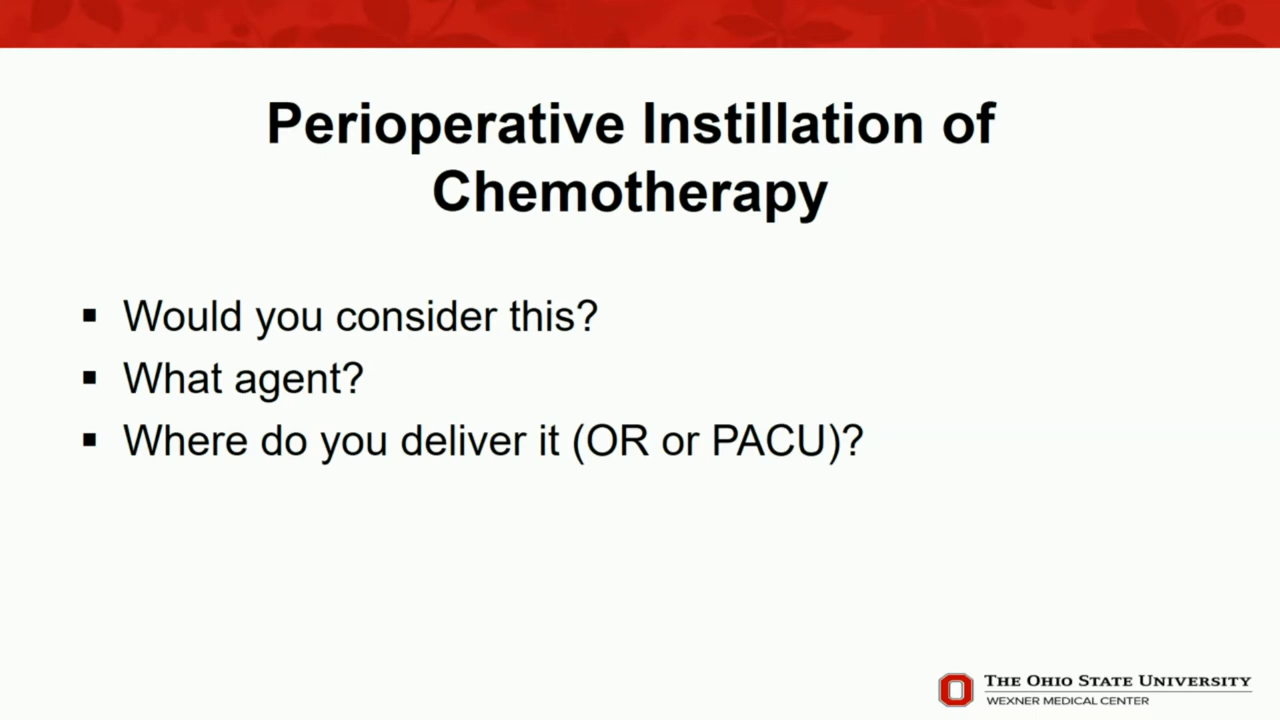 Perioperative Instillation of
Chemotherapy
▪ Would you consider this?
▪ What agent?
▪ Where do you deliver it (OR or PACU)?
THE OHIO STATE UNIVERSITY
WEXNER MEDICAL CENTER